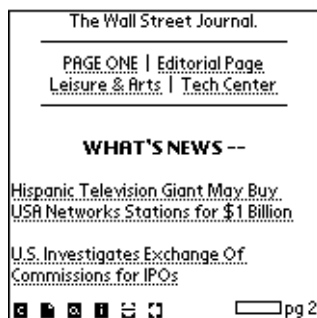 The Wall Street Journal.
PAGE ONE | Editorial Page
Leisure & Arts | Tech Center
WHAT'S NEWS --
Hispanic Television Giant May Buy
USA Networks Stations for $1 Billion
U.S. Investigates Exchange Of
Commissions for IPOs
pg 2